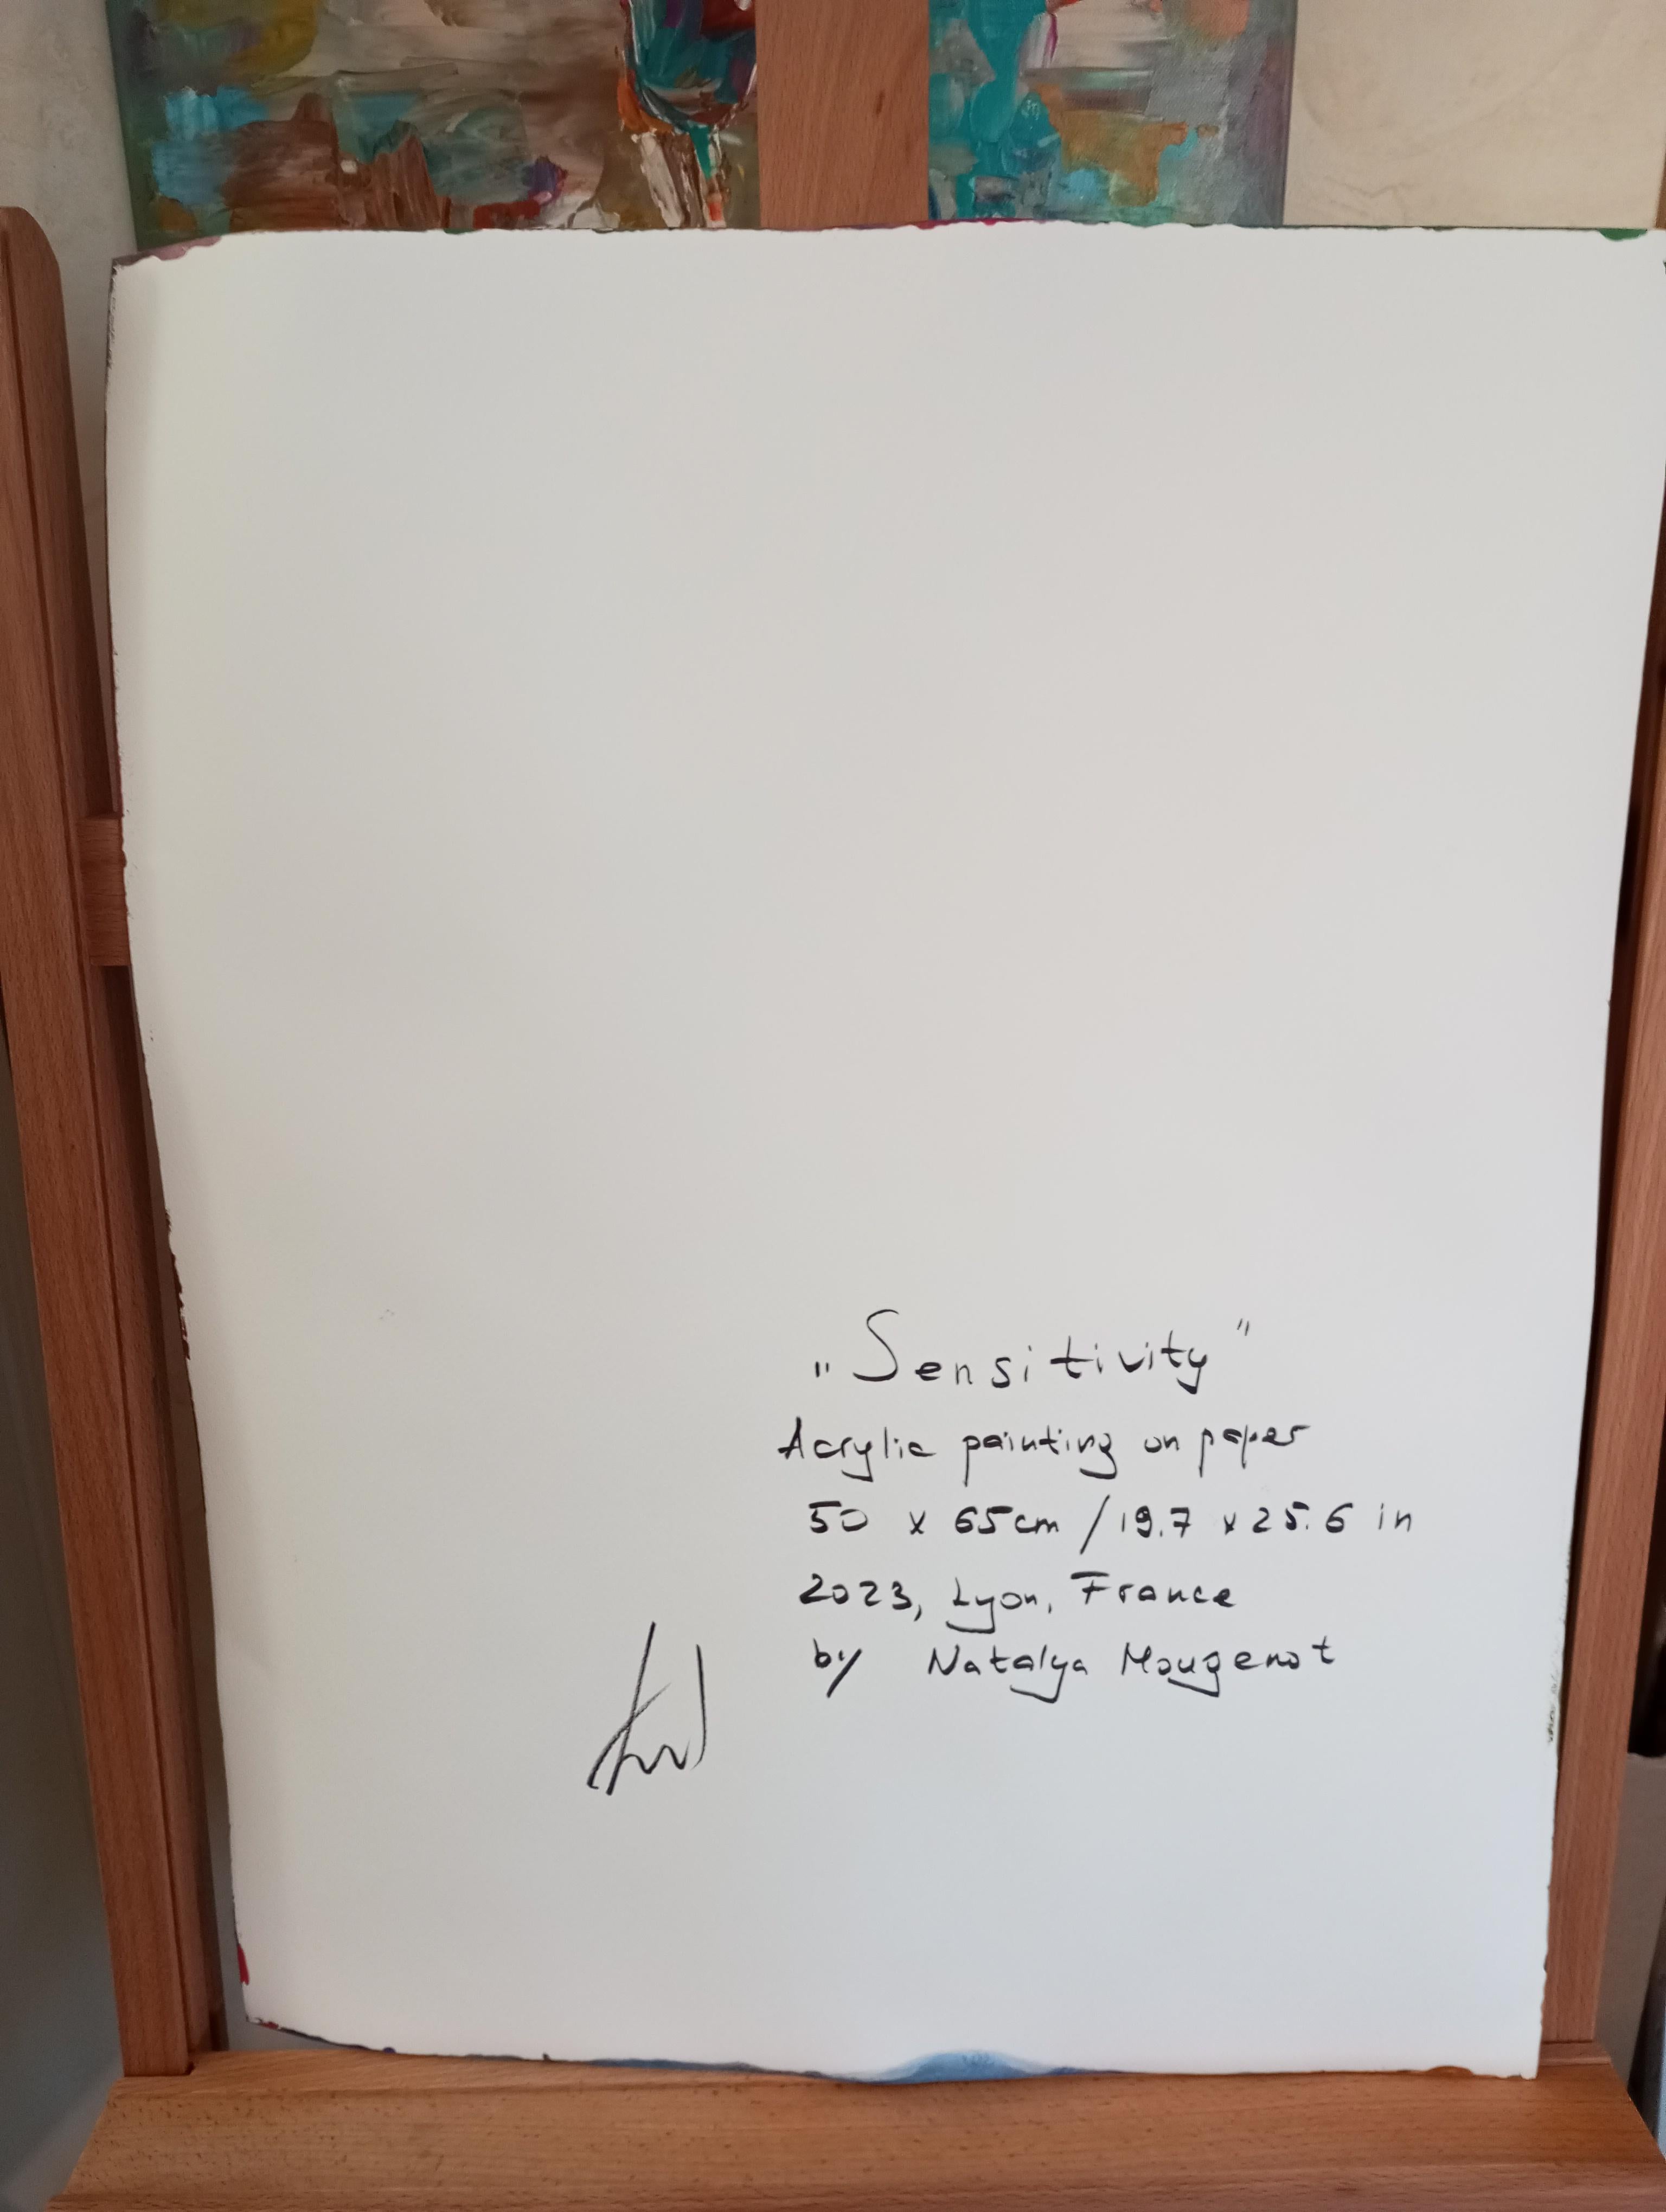 „Sensitivity"
Acrylic painting on paper
50 x 65cm / 19.7 x 25.6 in
2023, Lyon, France
by Natalya Mougenot